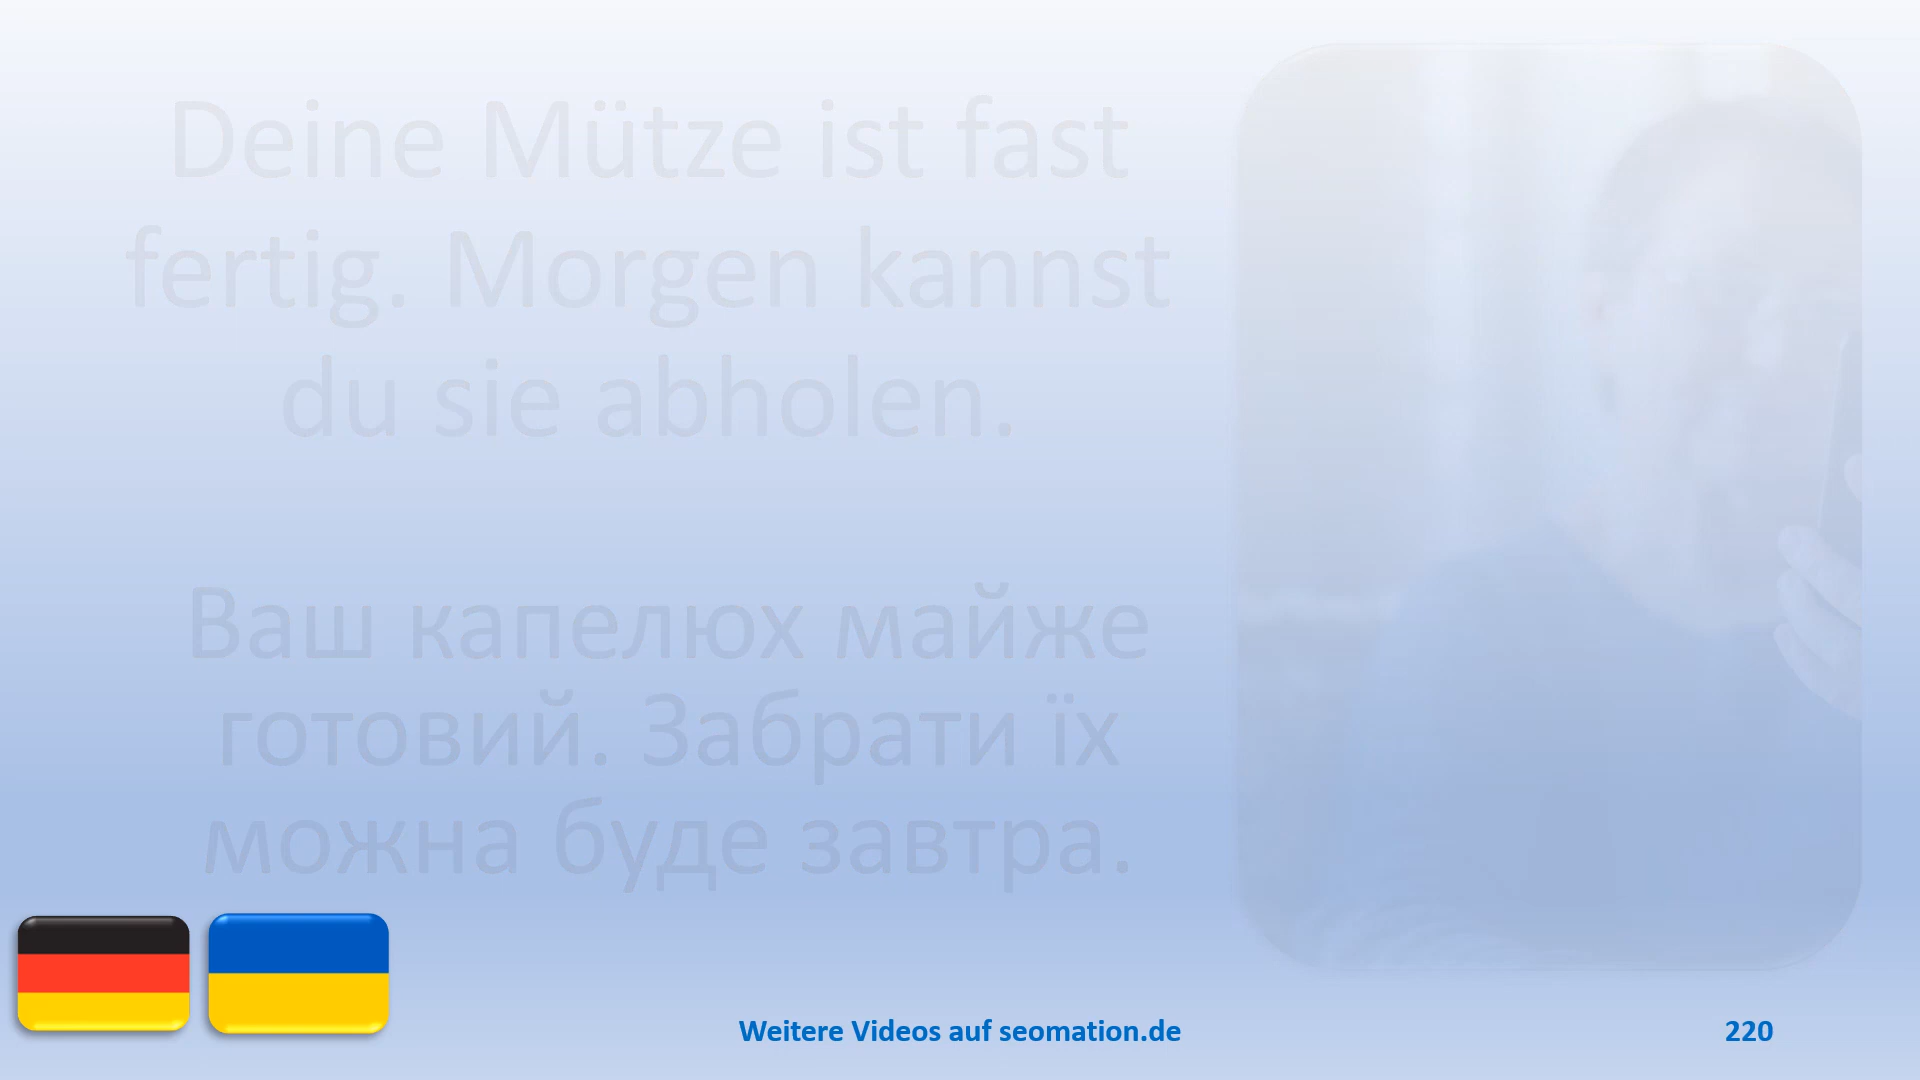 Deine Mütze ist fast
fertig. Morgen kannst
du sie abholen.
Ваш капелюх майже
готовий. Забрати їх
можна буде завтра.
Weitere Videos auf seomation.de
220